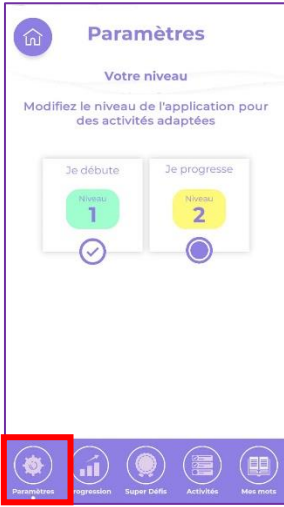 Paramètres
Votre niveau
Modifiez le niveau de l'application pour
des activités adaptées
Je débute
Niveau
1
Je progresse
Niveau
2
Paramètres
rogression
Super Défis
Activités
Mes mots